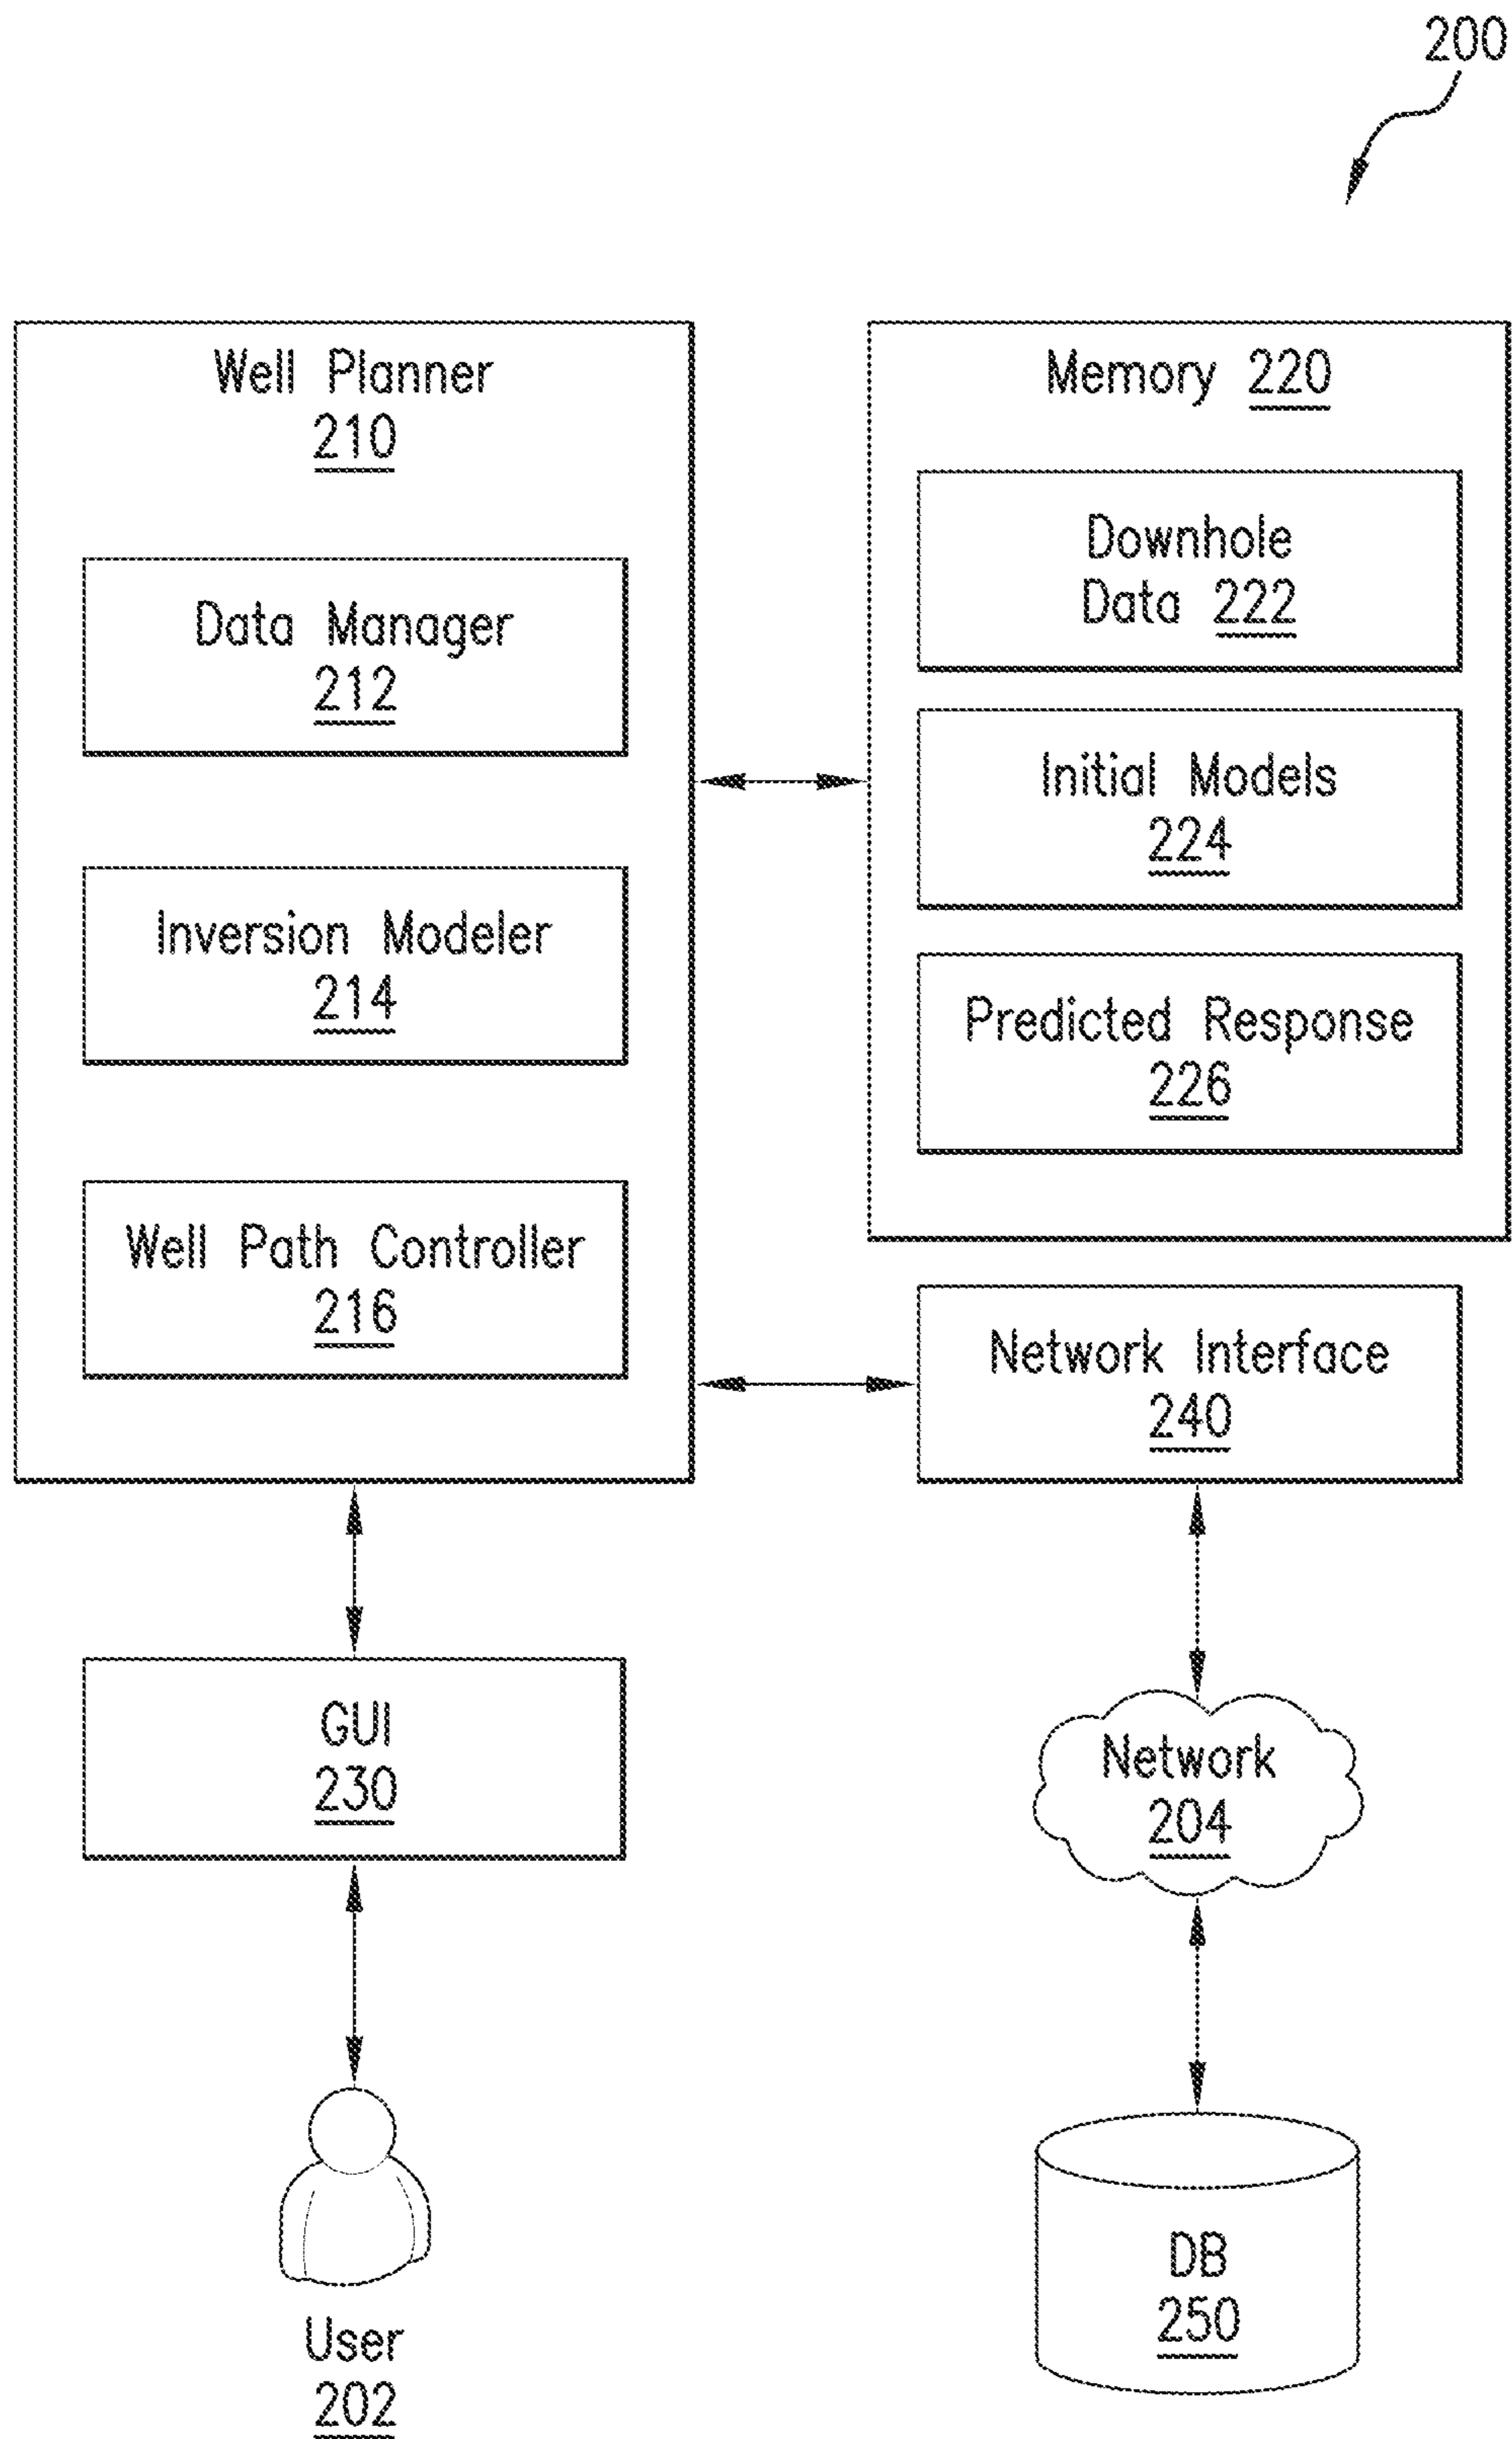 200
Well Planner
210
Data Manager
212
Inversion Modeler
214
Well Path Controller
216
Memory 220
Downhole
Data 222
Initial Models
224
Predicted Response
226
Network Interface
240
GUI
230
Network
204
User
202
DB
250